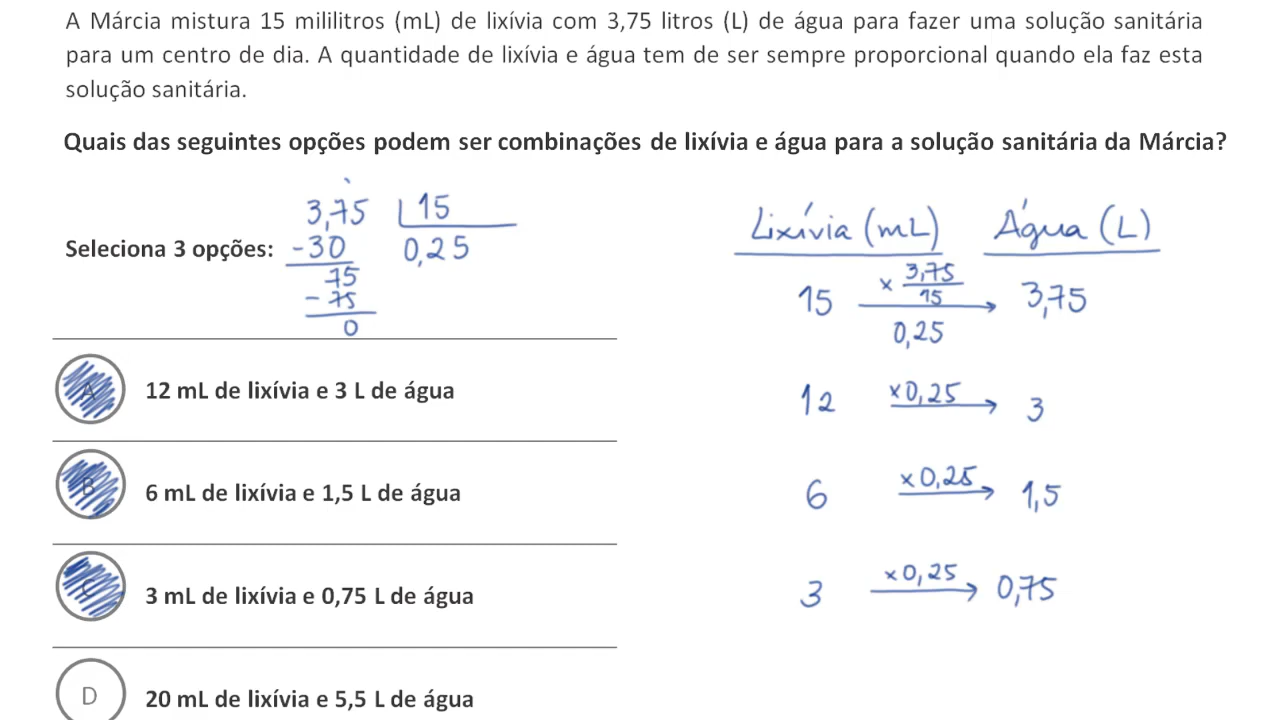 A Márcia mistura 15 mililitros (mL) de lixívia com 3,75 litros (L) de água para fazer uma solução sanitária
para um centro de dia. A quantidade de lixívia e água tem de ser sempre proporcional quando ela faz esta
solução sanitária.
Quais das seguintes opções podem ser combinações de lixívia e água para a solução sanitária da Márcia?
Seleciona 3 opções:
3,75 15
-30 0,25
75
- 75
0
A 12 mL de lixívia e 3 L de água
B 6 mL de lixívia e 1,5 L de água
C 3 mL de lixívia e 0,75 L de água
D 20 mL de lixívia e 5,5 L de água
Lixívia (mL) Água (L)
15 × 3,75/15 → 3,75
0,25
12 ×0,25 → 3
6 ×0,25 → 1,5
3 ×0,25 → 0,75